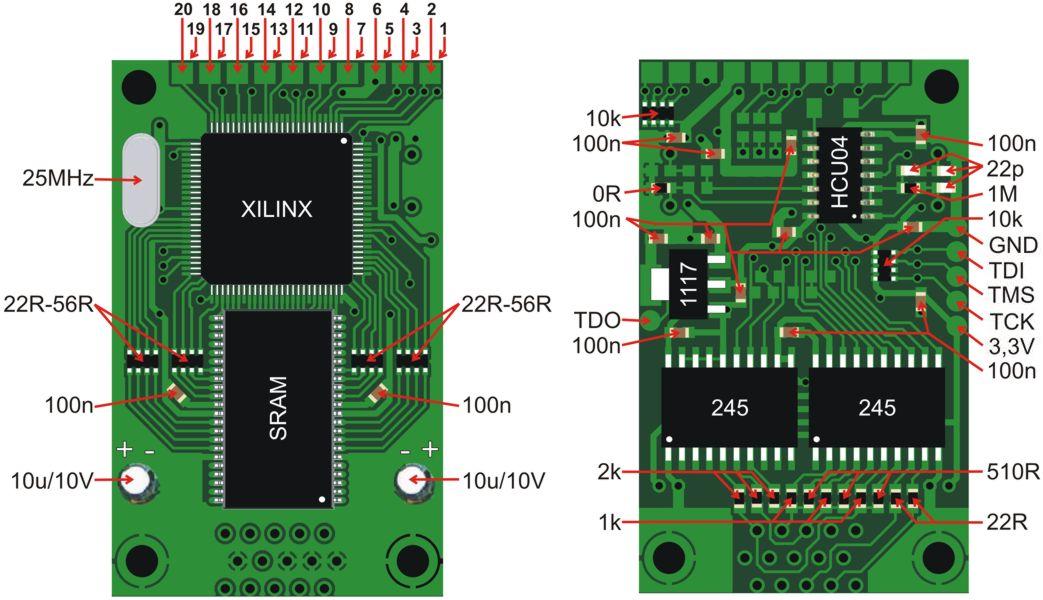 20 18 16 14 12 10 8 6 4 2
19 17 15 13 11 9 7 5 3 1
25MHz
XILINX
22R-56R
22R-56R
SRAM
100n
100n
+ -
- +
10u/10V
10u/10V
10k
100n
HCU04
100n
22p
0R
1M
100n
10k
GND
TDI
1117
TMS
TDO
TCK
100n
3,3V
100n
245
245
2k
510R
1k
22R